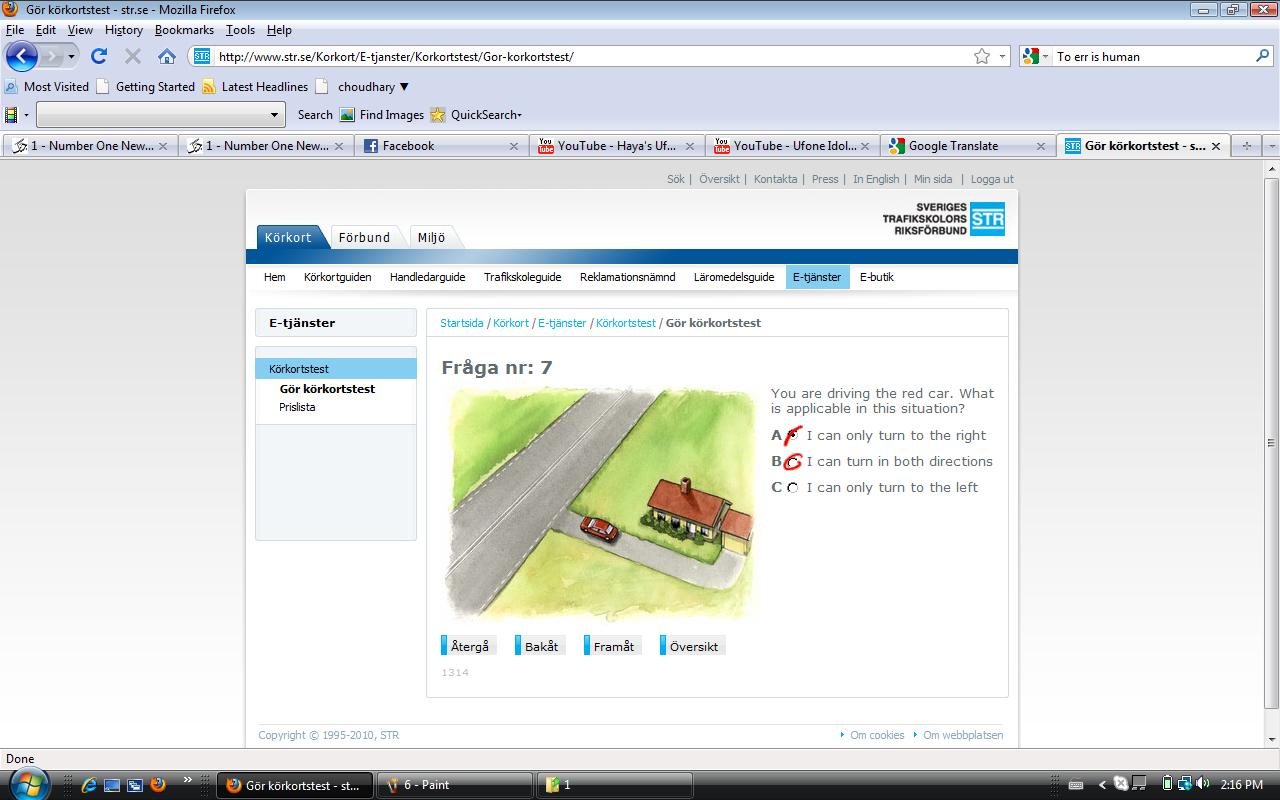 Gör körkortstest - str.se - Mozilla Firefox
File Edit View History Bookmarks Tools Help
STR http://www.str.se/Korkort/E-tjanster/Korkortstest/Gor-korkortstest/ To err is human
Most Visited Getting Started Latest Headlines choudhary
Search Find Images QuickSearch
1 - Number One New... 1 - Number One New... Facebook YouTube - Haya's Uf... YouTube - Ufone Idol... Google Translate Gör körkortstest - s...
Sök | Översikt | Kontakta | Press | In English | Min sida | Logga ut
SVERIGES
TRAFIKSKOLORS STR
RIKSFÖRBUND
Körkort Förbund Miljö
Hem Körkortguiden Handledarguide Trafikskoleguide Reklamationsnämnd Läromedelsguide E-tjänster E-butik
E-tjänster
Startsida / Körkort / E-tjänster / Körkortstest / Gör körkortstest
Körkortstest
Gör körkortstest
Prislista
Fråga nr: 7
You are driving the red car. What
is applicable in this situation?
A I can only turn to the right
B I can turn in both directions
C I can only turn to the left
Återgå Bakåt Framåt Översikt
1314
Copyright © 1995-2010, STR Om cookies Om webbplatsen
Done
Gör körkortstest - st... 6 - Paint 1 2:16 PM